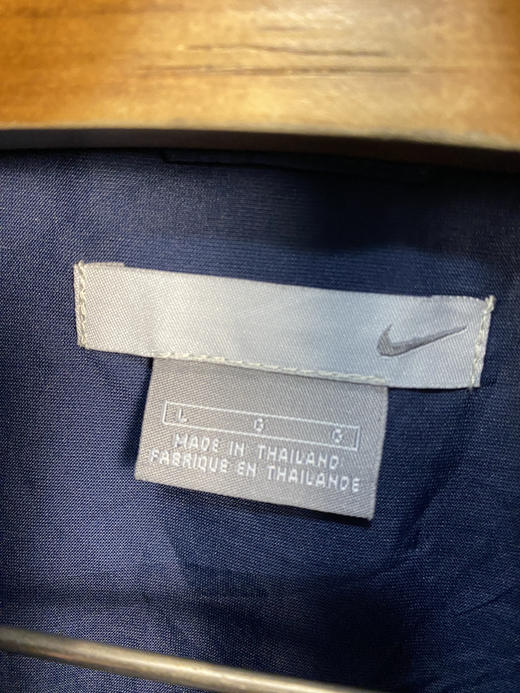 L G G
MADE IN THAILAND
FABRIQUE EN THAILANDE